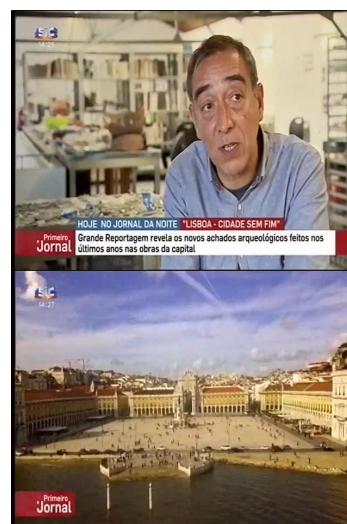 SIC
14:25
HOJE NO JORNAL DA NOITE "LISBOA - CIDADE SEM FIM"
Primeiro
Jornal
Grande Reportagem revela os novos achados arqueológicos feitos nos
últimos anos nas obras da capital
SIC
14:27
Primeiro
Jornal